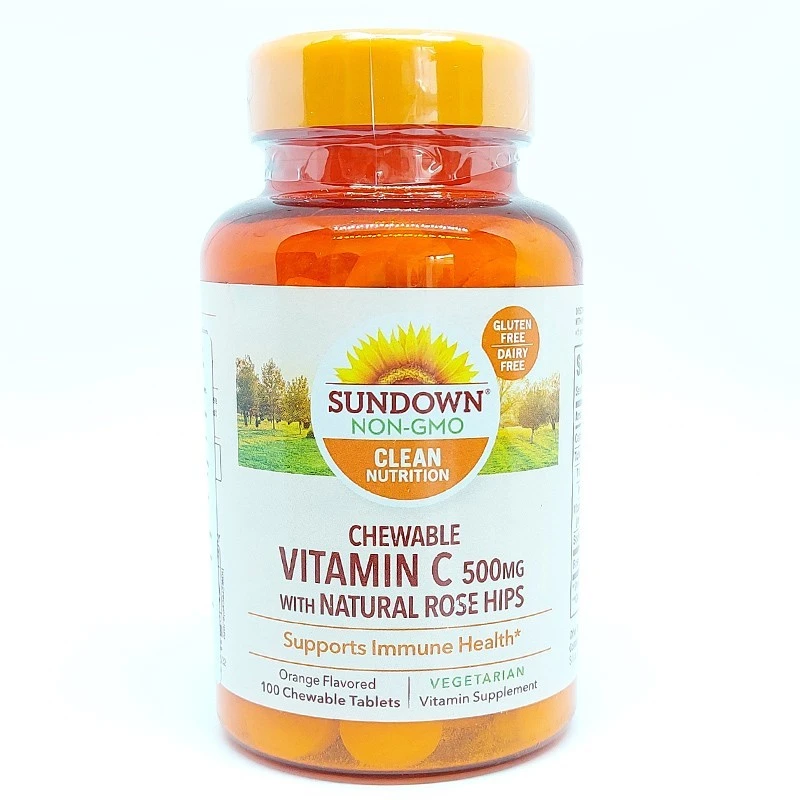 GLUTEN
FREE
DAIRY
FREE
SUNDOWN®
NON-GMO
CLEAN
NUTRITION
CHEWABLE
VITAMIN C 500MG
WITH NATURAL ROSE HIPS
Supports Immune Health*
Orange Flavored
100 Chewable Tablets
VEGETARIAN
Vitamin Supplement